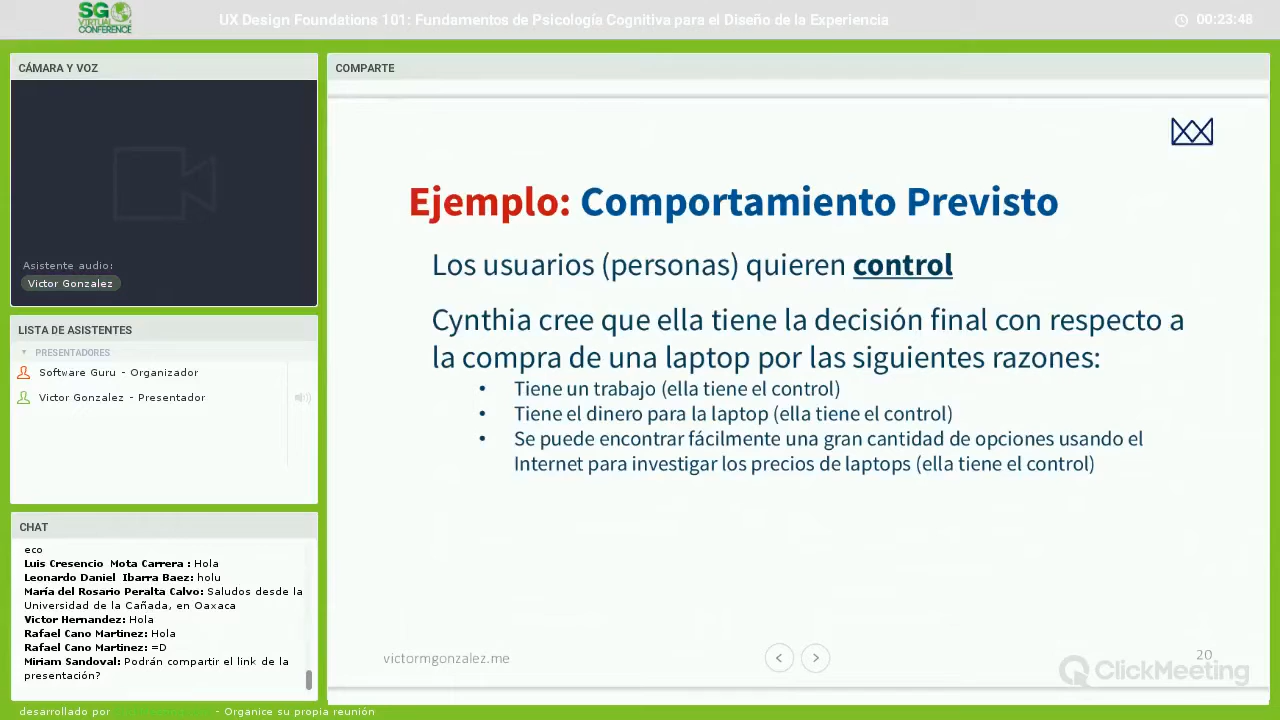 SG
VIRTUAL
CONFERENCE
UX Design Foundations 101: Fundamentos de Psicología Cognitiva para el Diseño de la Experiencia
00:23:48
CÁMARA Y VOZ
Asistente audio:
Victor Gonzalez
LISTA DE ASISTENTES
PRESENTADORES
Software Guru - Organizador
Victor Gonzalez - Presentador
CHAT
eco
Luis Cresencio Mota Carrera : Hola
Leonardo Daniel Ibarra Baez: holu
María del Rosario Peralta Calvo: Saludos desde la
Universidad de la Cañada, en Oaxaca
Victor Hernandez: Hola
Rafael Cano Martinez: Hola
Rafael Cano Martinez: =D
Miriam Sandoval: Podrán compartir el link de la
presentación?
COMPARTE
Ejemplo: Comportamiento Previsto
Los usuarios (personas) quieren control
Cynthia cree que ella tiene la decisión final con respecto a
la compra de una laptop por las siguientes razones:
• Tiene un trabajo (ella tiene el control)
• Tiene el dinero para la laptop (ella tiene el control)
• Se puede encontrar fácilmente una gran cantidad de opciones usando el
Internet para investigar los precios de laptops (ella tiene el control)
victormgonzalez.me
20
ClickMeeting
desarrollado por - Organice su propia reunión